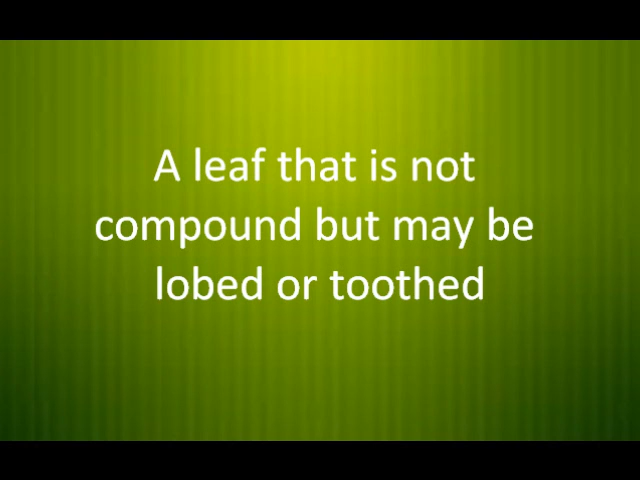 A leaf that is not
compound but may be
lobed or toothed